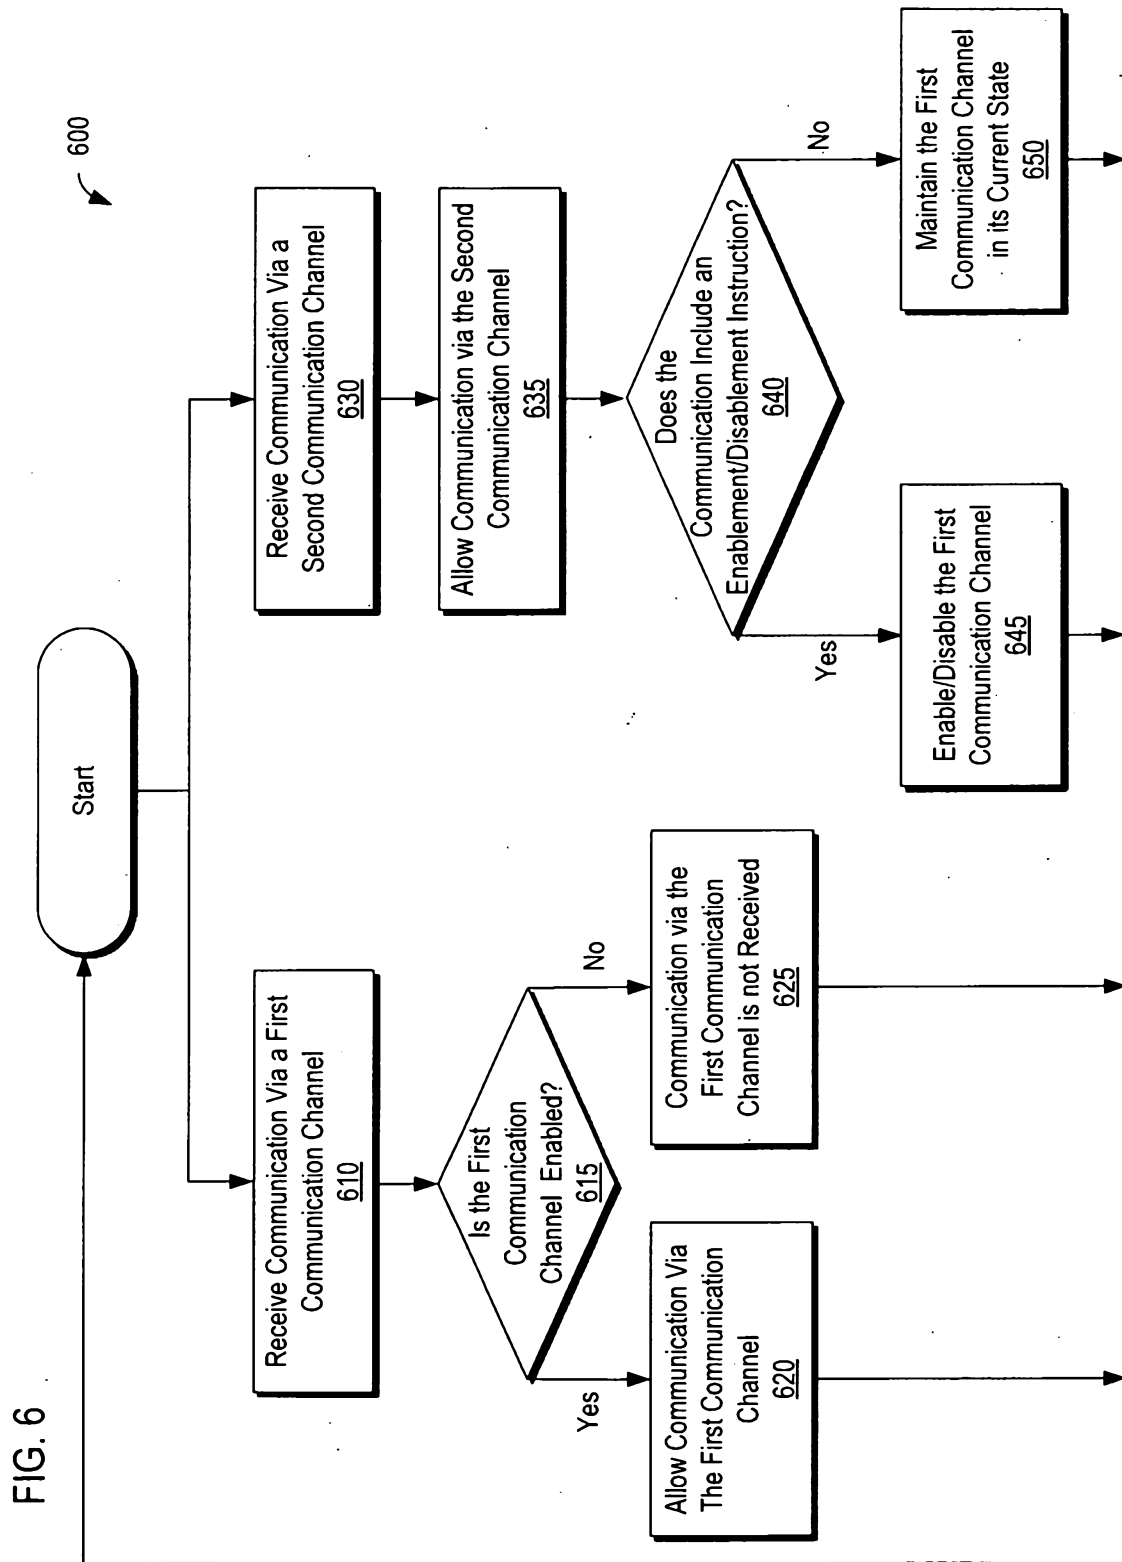 FIG. 6
600
Start
Receive Communication Via a First
Communication Channel
610
Is the First
Communication
Channel Enabled?
615
Yes
No
Allow Communication Via
The First Communication
Channel
620
Communication via the
First Communication
Channel is not Received
625
Receive Communication Via a
Second Communication Channel
630
Allow Communication via the Second
Communication Channel
635
Does the
Communication Include an
Enablement/Disablement Instruction?
640
Yes
No
Enable/Disable the First
Communication Channel
645
Maintain the First
Communication Channel
in its Current State
650